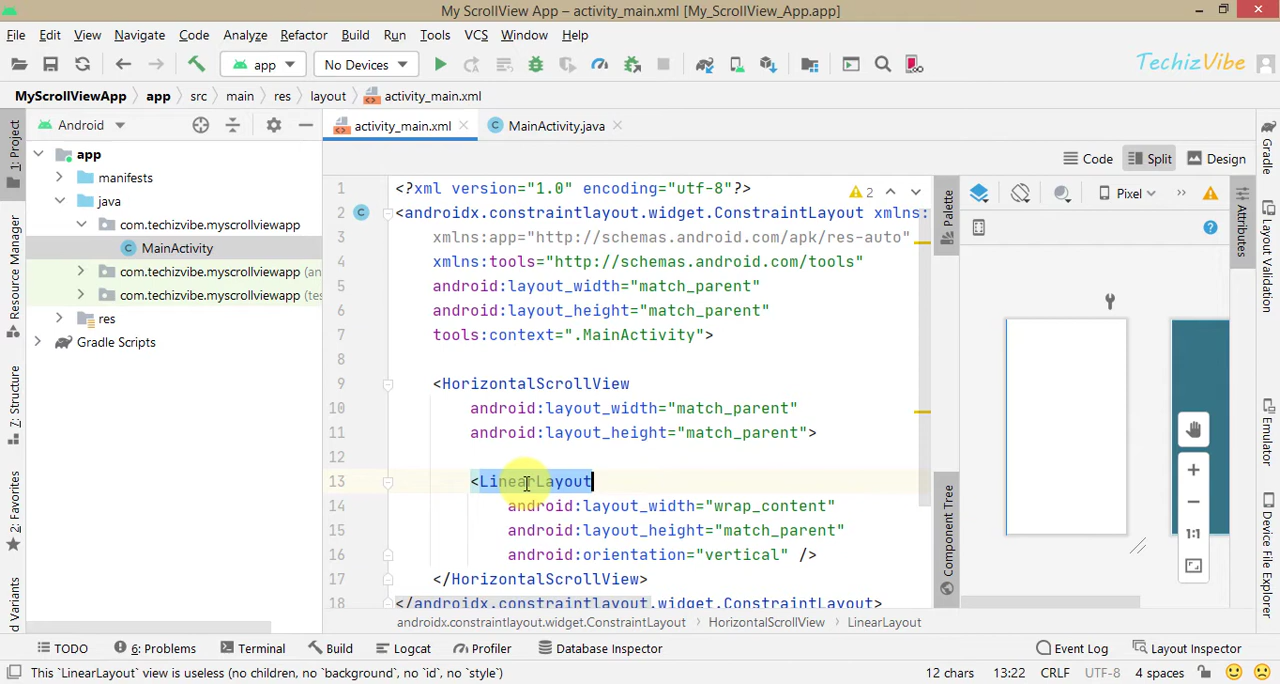 My ScrollView App – activity_main.xml [My_ScrollView_App.app]
File Edit View Navigate Code Analyze Refactor Build Run Tools VCS Window Help
app No Devices TechizVibe
MyScrollViewApp app src main res layout activity_main.xml
1: Project
Resource Manager
7: Structure
2: Favorites
Android
app
manifests
java
com.techizvibe.myscrollviewapp
MainActivity
com.techizvibe.myscrollviewapp (an
com.techizvibe.myscrollviewapp (tes
res
Gradle Scripts
activity_main.xml MainActivity.java
Code Split Design
2
1 <?xml version="1.0" encoding="utf-8"?>
2 <androidx.constraintlayout.widget.ConstraintLayout xmlns:
3 xmlns:app="http://schemas.android.com/apk/res-auto"
4 xmlns:tools="http://schemas.android.com/tools"
5 android:layout_width="match_parent"
6 android:layout_height="match_parent"
7 tools:context=".MainActivity">
8
9 <HorizontalScrollView
10 android:layout_width="match_parent"
11 android:layout_height="match_parent">
12
13 <LinearLayout
14 android:layout_width="wrap_content"
15 android:layout_height="match_parent"
16 android:orientation="vertical" />
17 </HorizontalScrollView>
18 </androidx.constraintlayout.widget.ConstraintLayout>
androidx.constraintlayout.widget.ConstraintLayout HorizontalScrollView LinearLayout
Palette
Component Tree
Pixel
1:1
Attributes
Gradle
Layout Validation
Emulator
Device File Explorer
TODO 6: Problems Terminal Build Logcat Profiler Database Inspector Event Log Layout Inspector
This `LinearLayout` view is useless (no children, no `background`, no `id`, no `style`) 12 chars 13:22 CRLF UTF-8 4 spaces